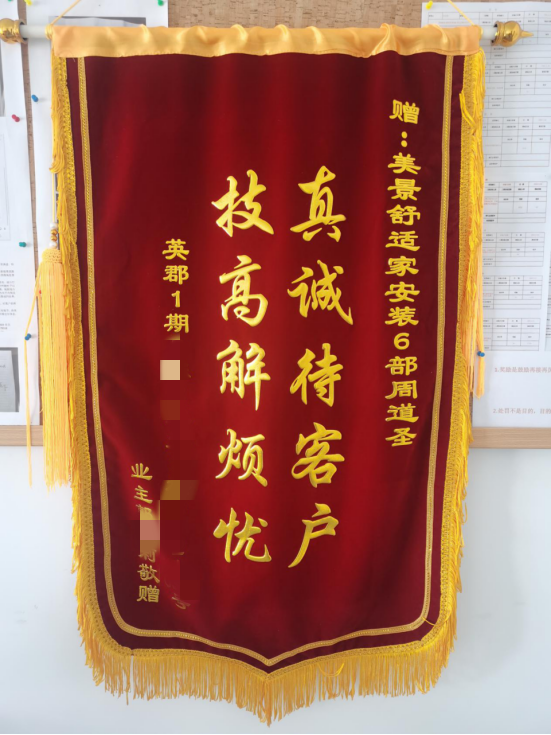 赠：美景舒适家安装6部周道圣
真诚待客户
技高解烦忧
英郡1期
业主
敬赠